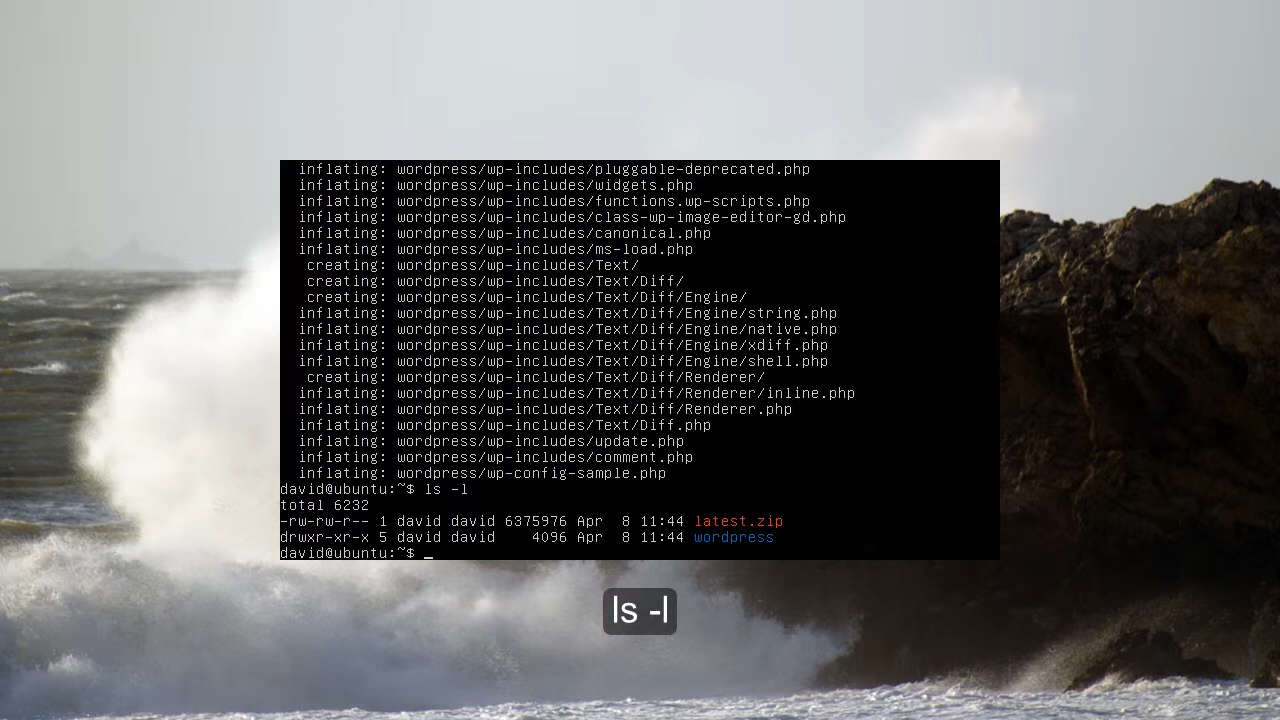 inflating: wordpress/wp-includes/pluggable-deprecated.php
inflating: wordpress/wp-includes/widgets.php
inflating: wordpress/wp-includes/functions.wp-scripts.php
inflating: wordpress/wp-includes/class-wp-image-editor-gd.php
inflating: wordpress/wp-includes/canonical.php
inflating: wordpress/wp-includes/ms-load.php
creating: wordpress/wp-includes/Text/
creating: wordpress/wp-includes/Text/Diff/
creating: wordpress/wp-includes/Text/Diff/Engine/
inflating: wordpress/wp-includes/Text/Diff/Engine/string.php
inflating: wordpress/wp-includes/Text/Diff/Engine/native.php
inflating: wordpress/wp-includes/Text/Diff/Engine/xdiff.php
inflating: wordpress/wp-includes/Text/Diff/Engine/shell.php
creating: wordpress/wp-includes/Text/Diff/Renderer/
inflating: wordpress/wp-includes/Text/Diff/Renderer/inline.php
inflating: wordpress/wp-includes/Text/Diff/Renderer.php
inflating: wordpress/wp-includes/Text/Diff.php
inflating: wordpress/wp-includes/update.php
inflating: wordpress/wp-includes/comment.php
inflating: wordpress/wp-config-sample.php
david@ubuntu:~$ ls -l
total 6232
-rw-rw-r-- 1 david david 6375976 Apr  8 11:44 latest.zip
drwxr-xr-x 5 david david    4096 Apr  8 11:44 wordpress
david@ubuntu:~$ _
ls -l